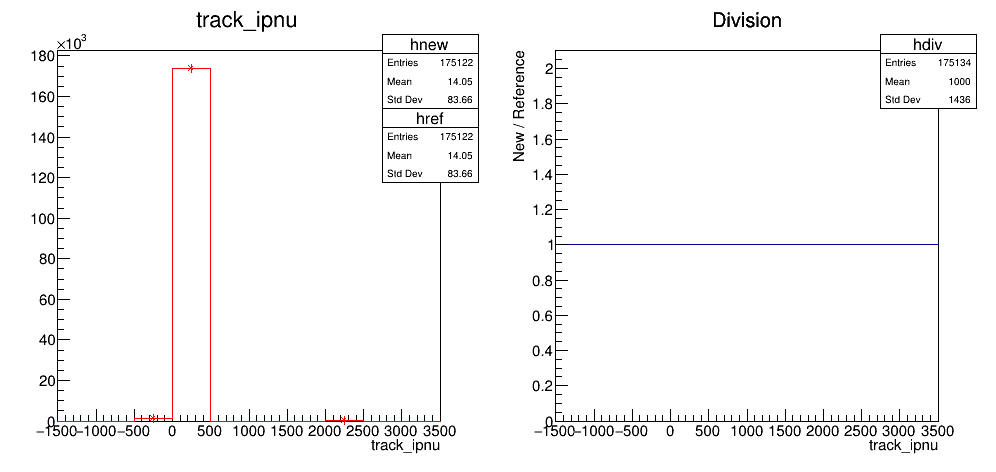 track_ipnu
×10³
180
160
140
120
100
80
60
40
20
0
−1500 −1000 −500 0 500 1000 1500 2000 2500 3000 3500
track_ipnu
hnew
Entries 175122
Mean 14.05
Std Dev 83.66
href
Entries 175122
Mean 14.05
Std Dev 83.66
Division
New / Reference
2
1.8
1.6
1.4
1.2
1
0.8
0.6
0.4
0.2
0
−1500 −1000 −500 0 500 1000 1500 2000 2500 3000 3500
track_ipnu
hdiv
Entries 175134
Mean 1000
Std Dev 1436